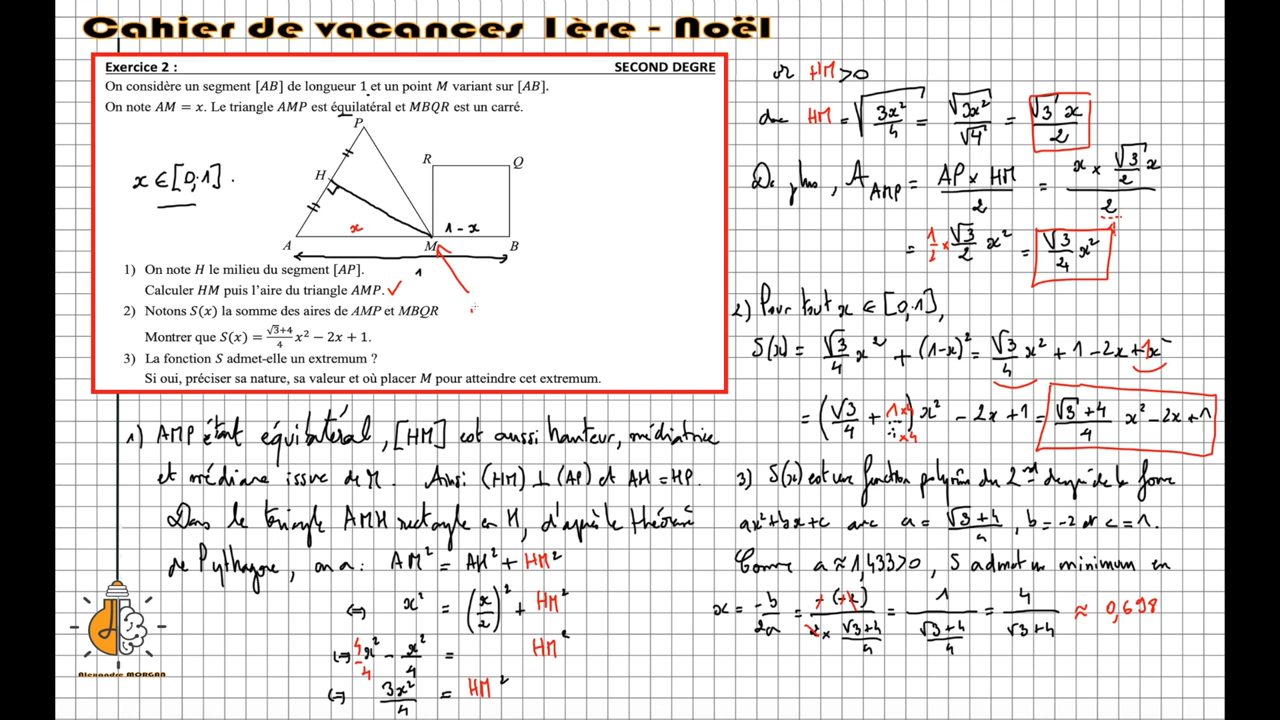 Cahier de vacances 1ère - Noël
Exercice 2 : SECOND DEGRE
On considère un segment [AB] de longueur 1 et un point M variant sur [AB].
On note AM = x. Le triangle AMP est équilatéral et MBQR est un carré.
x ∈ [0;1].
P
R Q
H
x 1-x
A M B
1
1) On note H le milieu du segment [AP].
Calculer HM puis l'aire du triangle AMP. ✓
2) Notons S(x) la somme des aires de AMP et MBQR
Montrer que S(x) = (√3+4)/4 x² − 2x + 1.
3) La fonction S admet-elle un extremum ?
Si oui, préciser sa nature, sa valeur et où placer M pour atteindre cet extremum.
1) AMP étant équilatéral, [HM] est aussi hauteur, médiatrice
et médiane issue de M. Ainsi (HM) ⊥ (AP) et AH = HP.
Dans le triangle AMH rectangle en H, d'après le théorème
de Pythagore, on a : AM² = AH² + HM²
⟺ x² = (x/2)² + HM²
⟺ 4/4 x² − x²/4 = HM²
⟺ 3x²/4 = HM²
or HM > 0
donc HM = √(3x²/4) = √(3x²)/√4 = √3 x/2
De plus, A_AMP = (AP × HM)/2 = (x × √3/2 x)/2
= 1/2 × √3/2 x² = √3/4 x²
2) Pour tout x ∈ [0;1],
S(x) = √3/4 x² + (1-x)² = √3/4 x² + 1 − 2x + 1x²
= (√3/4 + 1×4/1×4) x² − 2x + 1 = (√3+4)/4 x² − 2x + 1
3) S(x) est une fonction polynôme du 2nd degré de la forme
ax² + bx + c avec a = (√3+4)/4, b = −2 et c = 1.
Comme a ≈ 1,433 > 0, S admet un minimum en
x = −b/2a = −(−2)/(2 × (√3+4)/4) = 1/((√3+4)/4) = 4/(√3+4) ≈ 0,698
Alexandre MORGAN